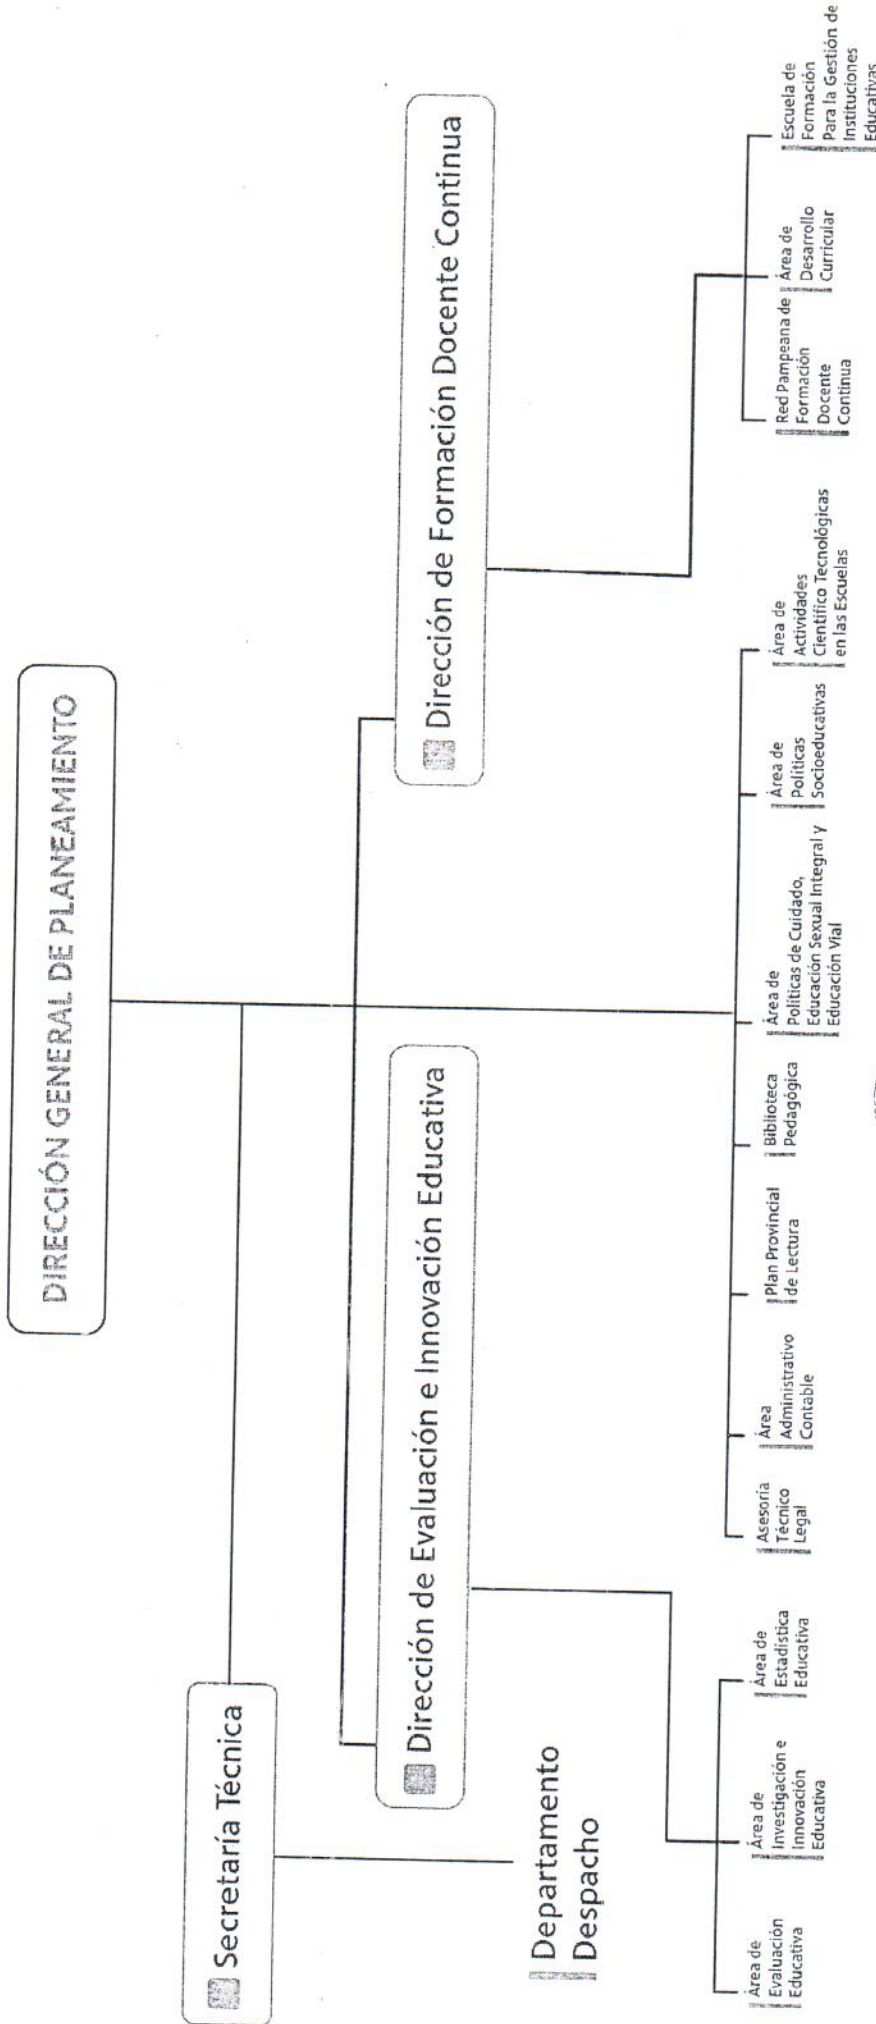 DIRECCIÓN GENERAL DE PLANEAMIENTO
Secretaría Técnica
Departamento
Despacho
Dirección de Evaluación e Innovación Educativa
Dirección de Formación Docente Continua
Área de
Evaluación
Educativa
Área de
Investigación e
Innovación
Educativa
Área de
Estadística
Educativa
Asesoría
Técnico
Legal
Área
Administrativo
Contable
Plan Provincial
de Lectura
Biblioteca
Pedagógica
Área de
Políticas de Cuidado,
Educación Sexual Integral y
Educación Vial
Área de
Políticas
Socioeducativas
Área de
Actividades
Científico Tecnológicas
en las Escuelas
Red Pampeana de
Formación
Docente
Continua
Área de
Desarrollo
Curricular
Escuela de
Formación
Para la Gestión de
Instituciones
Educativas